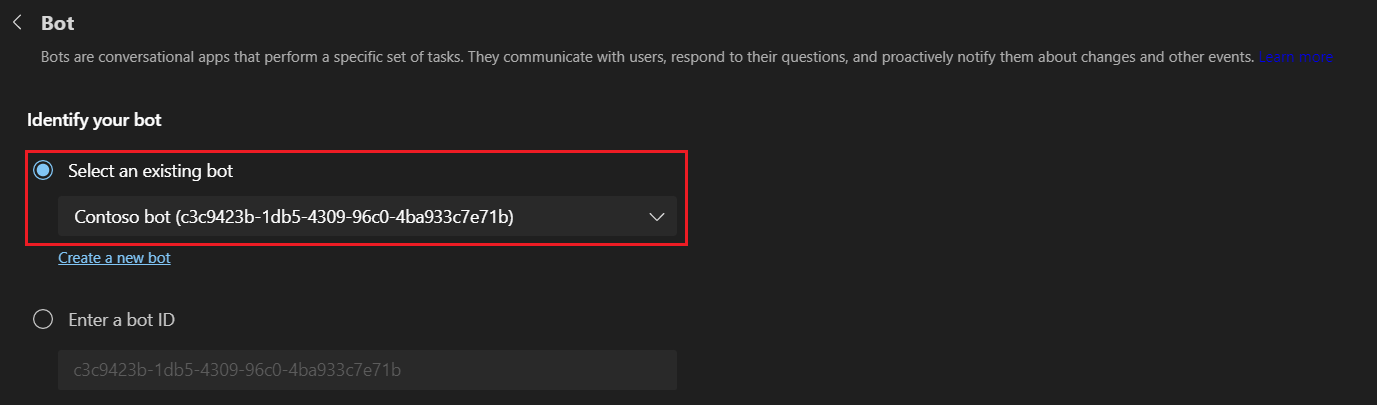 Bot
Bots are conversational apps that perform a specific set of tasks. They communicate with users, respond to their questions, and proactively notify them about changes and other events. Learn more
Identify your bot
Select an existing bot
Contoso bot (c3c9423b-1db5-4309-96c0-4ba933c7e71b)
Create a new bot
Enter a bot ID
c3c9423b-1db5-4309-96c0-4ba933c7e71b